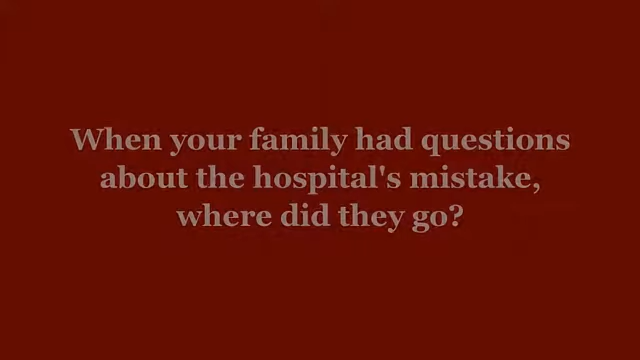 When your family had questions
about the hospital's mistake,
where did they go?